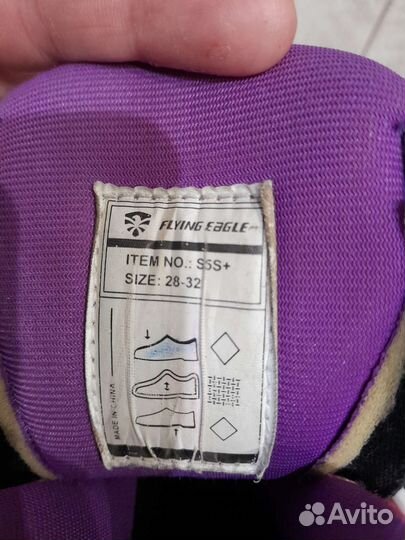 FLYING EAGLE
ITEM NO.: S5S+
SIZE: 28-32
MADE IN CHINA
Avito